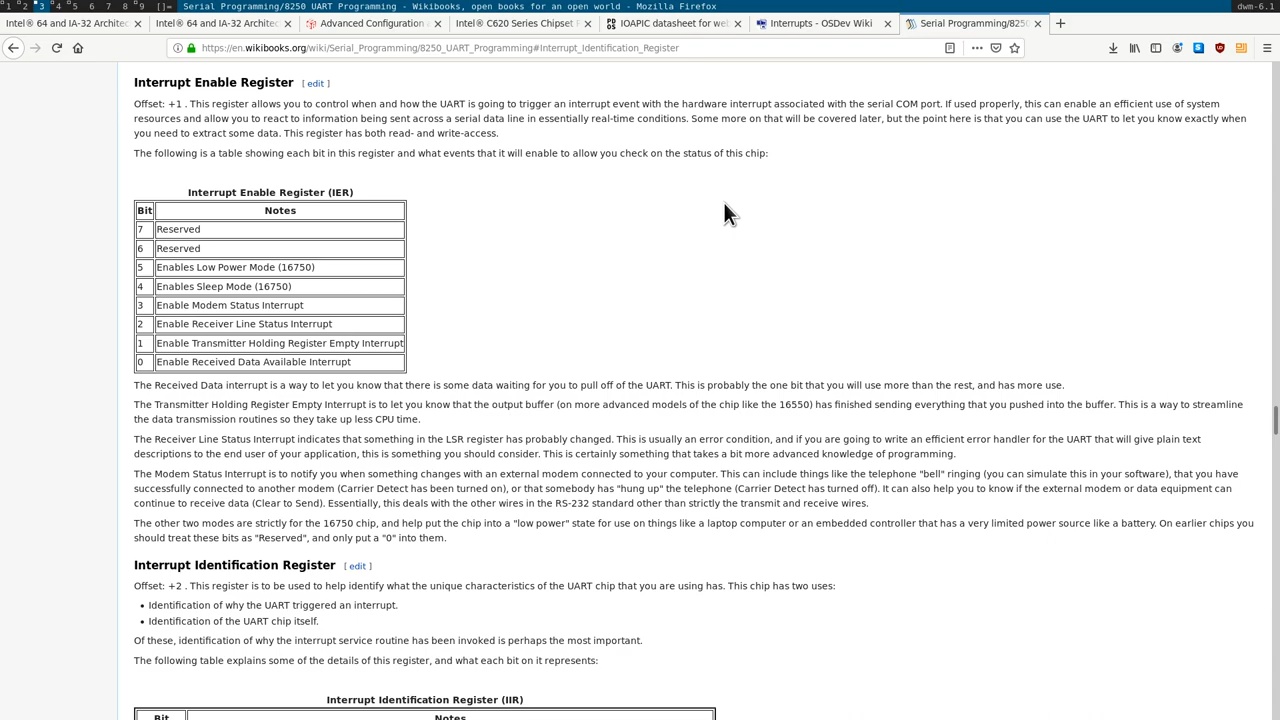 1 2 3 4 5 6 7 8 9 []= Serial Programming/8250 UART Programming - Wikibooks, open books for an open world - Mozilla Firefox dwm-6.1
Intel® 64 and IA-32 Architec Intel® 64 and IA-32 Architec Advanced Configuration Intel® C620 Series Chipset IOAPIC datasheet for web Interrupts - OSDev Wiki Serial Programming/8250
https://en.wikibooks.org/wiki/Serial_Programming/8250_UART_Programming#Interrupt_Identification_Register
Interrupt Enable Register [ edit ]
Offset: +1 . This register allows you to control when and how the UART is going to trigger an interrupt event with the hardware interrupt associated with the serial COM port. If used properly, this can enable an efficient use of system
resources and allow you to react to information being sent across a serial data line in essentially real-time conditions. Some more on that will be covered later, but the point here is that you can use the UART to let you know exactly when
you need to extract some data. This register has both read- and write-access.
The following is a table showing each bit in this register and what events that it will enable to allow you check on the status of this chip:
Interrupt Enable Register (IER)
Bit Notes
7 Reserved
6 Reserved
5 Enables Low Power Mode (16750)
4 Enables Sleep Mode (16750)
3 Enable Modem Status Interrupt
2 Enable Receiver Line Status Interrupt
1 Enable Transmitter Holding Register Empty Interrupt
0 Enable Received Data Available Interrupt
The Received Data interrupt is a way to let you know that there is some data waiting for you to pull off of the UART. This is probably the one bit that you will use more than the rest, and has more use.
The Transmitter Holding Register Empty Interrupt is to let you know that the output buffer (on more advanced models of the chip like the 16550) has finished sending everything that you pushed into the buffer. This is a way to streamline
the data transmission routines so they take up less CPU time.
The Receiver Line Status Interrupt indicates that something in the LSR register has probably changed. This is usually an error condition, and if you are going to write an efficient error handler for the UART that will give plain text
descriptions to the end user of your application, this is something you should consider. This is certainly something that takes a bit more advanced knowledge of programming.
The Modem Status Interrupt is to notify you when something changes with an external modem connected to your computer. This can include things like the telephone "bell" ringing (you can simulate this in your software), that you have
successfully connected to another modem (Carrier Detect has been turned on), or that somebody has "hung up" the telephone (Carrier Detect has turned off). It can also help you to know if the external modem or data equipment can
continue to receive data (Clear to Send). Essentially, this deals with the other wires in the RS-232 standard other than strictly the transmit and receive wires.
The other two modes are strictly for the 16750 chip, and help put the chip into a "low power" state for use on things like a laptop computer or an embedded controller that has a very limited power source like a battery. On earlier chips you
should treat these bits as "Reserved", and only put a "0" into them.
Interrupt Identification Register [ edit ]
Offset: +2 . This register is to be used to help identify what the unique characteristics of the UART chip that you are using has. This chip has two uses:
• Identification of why the UART triggered an interrupt.
• Identification of the UART chip itself.
Of these, identification of why the interrupt service routine has been invoked is perhaps the most important.
The following table explains some of the details of this register, and what each bit on it represents:
Interrupt Identification Register (IIR)
Bit Notes